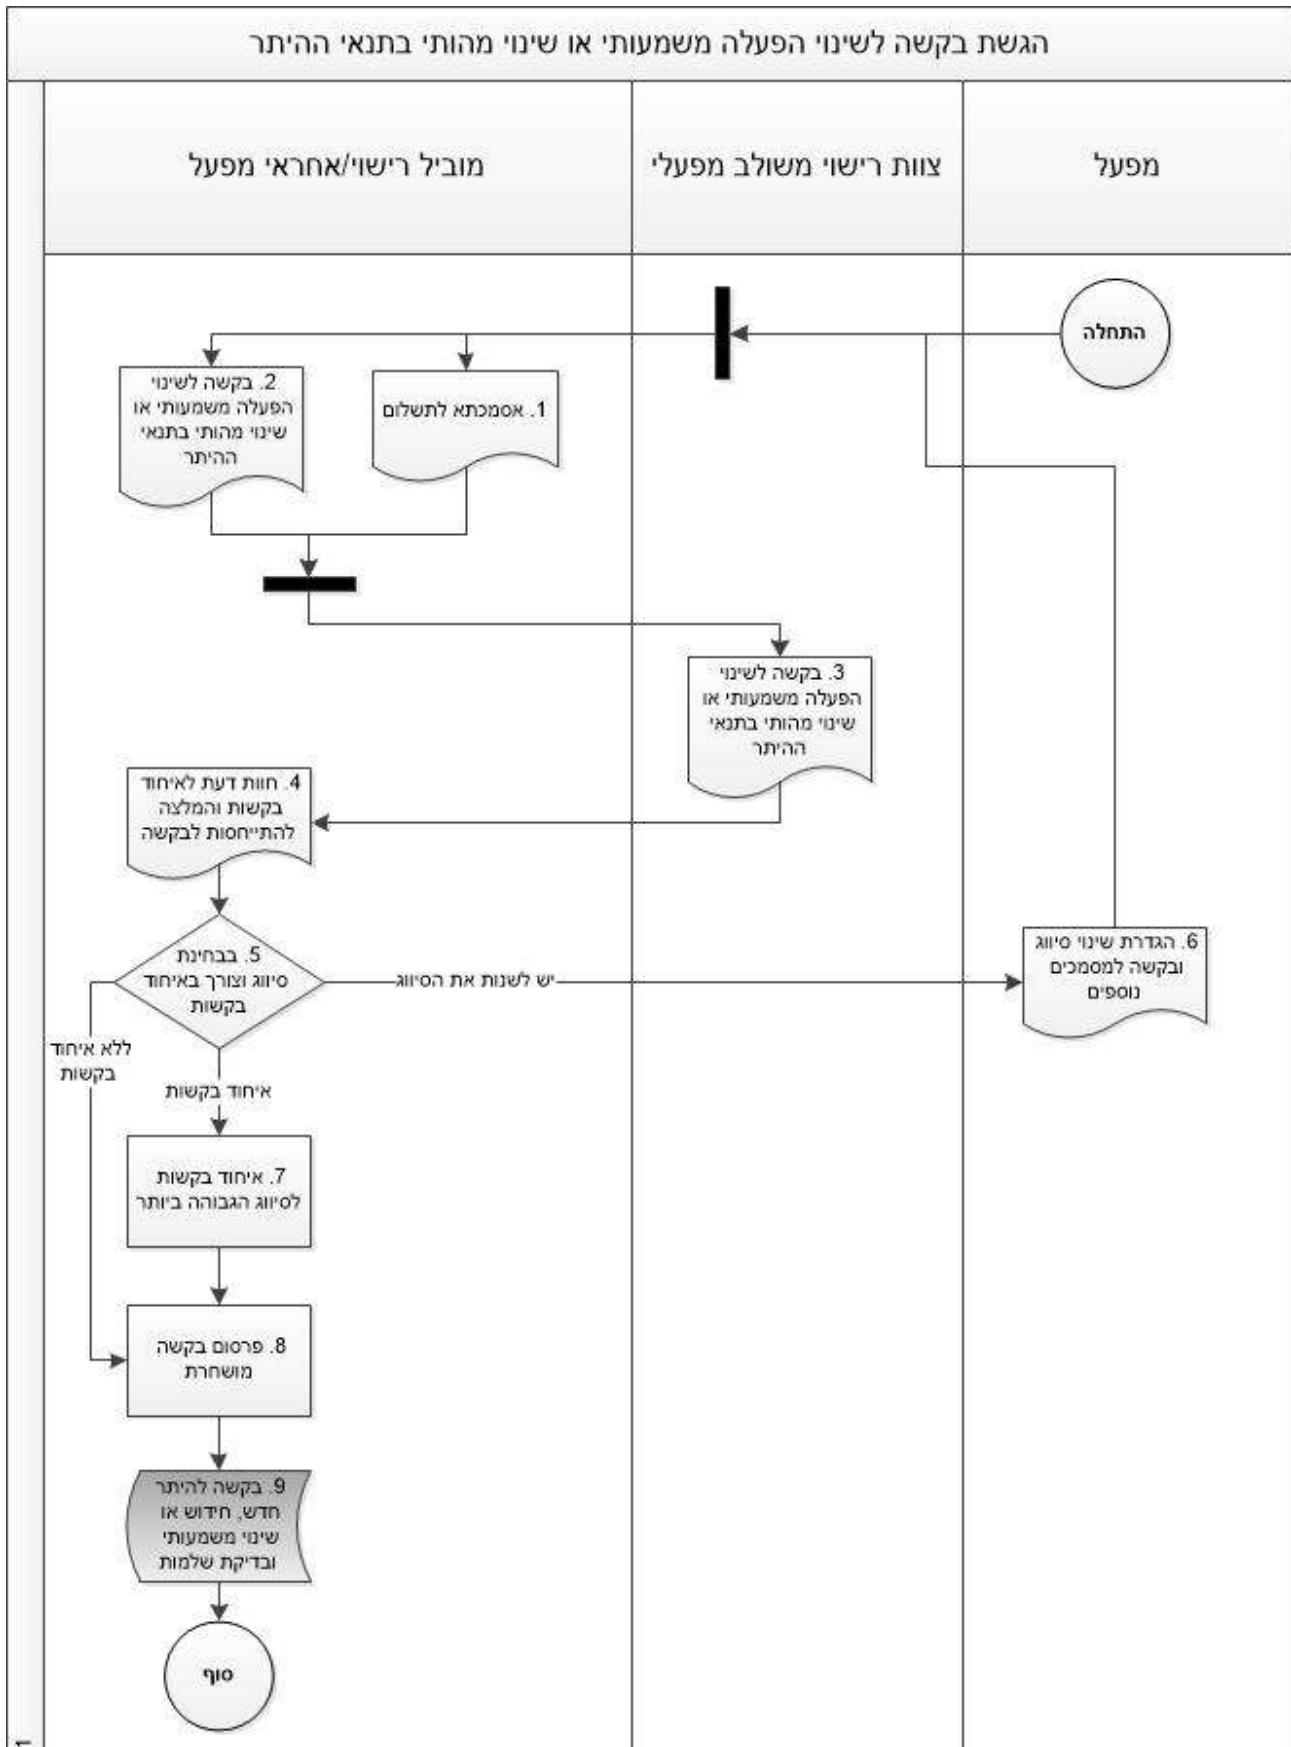 הגשת בקשה לשינוי הפעלה משמעותי או שינוי מהותי בתנאי ההיתר
מפעל
צוות רישוי משולב מפעלי
מוביל רישוי/אחראי מפעל
התחלה
1. אסמכתא לתשלום
2. בקשה לשינוי
הפעלה משמעותי או
שינוי מהותי בתנאי
ההיתר
3. בקשה לשינוי
הפעלה משמעותי או
שינוי מהותי בתנאי
ההיתר
4. חוות דעת לאיחוד
בקשות והמלצה
להתייחסות לבקשה
5. בבחינת
סיווג וצורך באיחוד
בקשות
יש לשנות את הסיווג
6. הגדרת שינוי סיווג
ובקשה למסמכים
נוספים
ללא איחוד
בקשות
איחוד בקשות
7. איחוד בקשות
לסיווג הגבוהה ביותר
8. פרסום בקשה
מושחרת
9. בקשה להיתר
חדש, חידוש או
שינוי משמעותי
ובדיקת שלמות
סוף